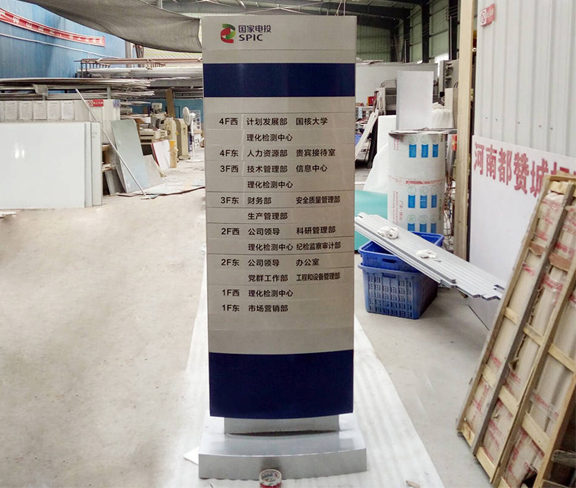 国家电投
SPIC
4F西 计划发展部 国核大学
理化检测中心
4F东 人力资源部 贵宾接待室
3F西 技术管理部 信息中心
理化检测中心
3F东 财务部 安全质量管理部
生产管理部
2F西 公司领导 科研管理部
理化检测中心 纪检监察审计部
2F东 公司领导 办公室
党群工作部 工程和设备管理部
1F西 理化检测中心
1F东 市场营销部
河南都赞城标